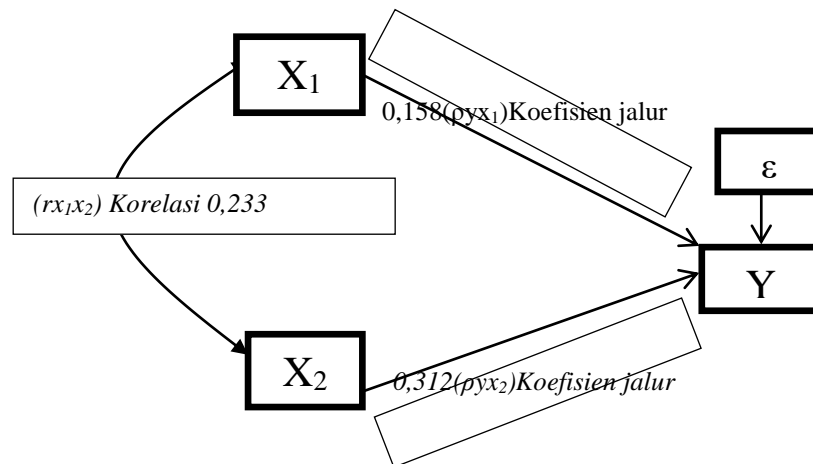 X₁
0,158(ρyx₁)Koefisien jalur
ε
(rx₁x₂) Korelasi 0,233
Y
X₂
0,312(ρyx₂)Koefisien jalur